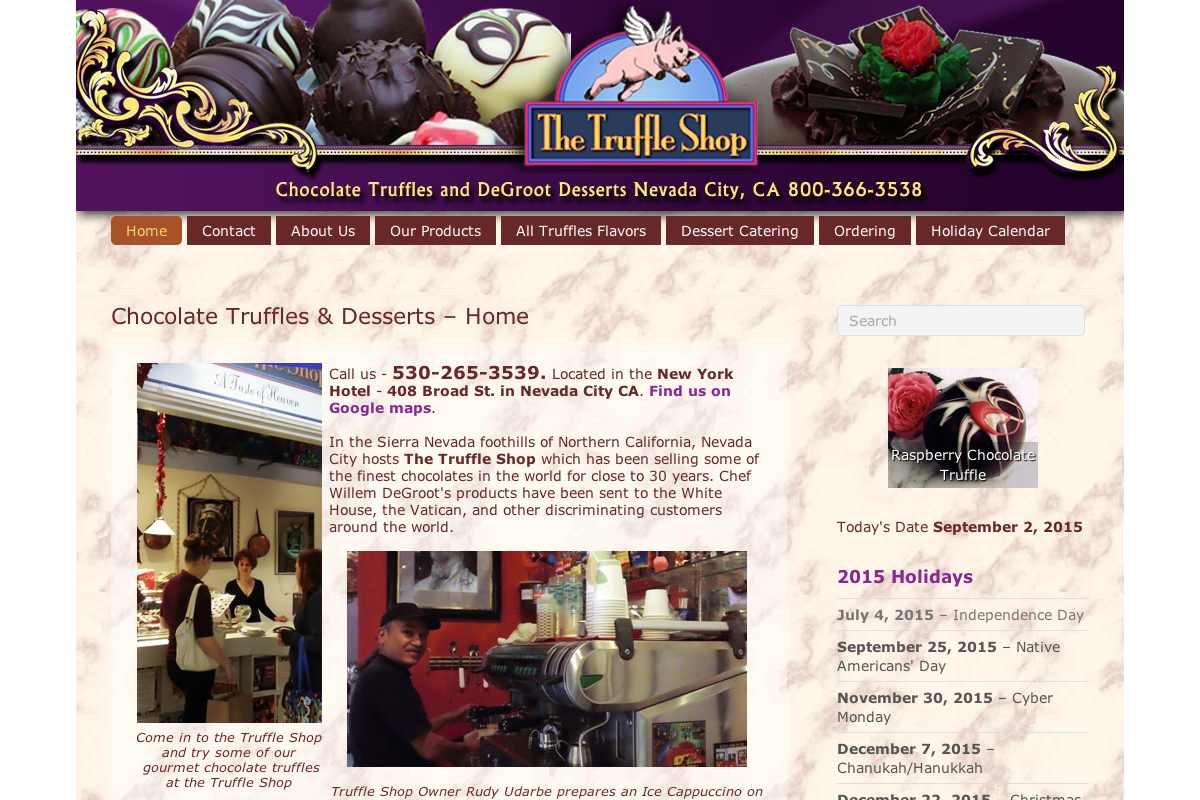 The Truffle Shop
Chocolate Truffles and DeGroot Desserts Nevada City, CA 800-366-3538
Home
Contact
About Us
Our Products
All Truffles Flavors
Dessert Catering
Ordering
Holiday Calendar
Chocolate Truffles & Desserts – Home
A Taste of Heaven
Come in to the Truffle Shop
and try some of our
gourmet chocolate truffles
at the Truffle Shop
Call us - 530-265-3539. Located in the New York
Hotel - 408 Broad St. in Nevada City CA. Find us on
Google maps.
In the Sierra Nevada foothills of Northern California, Nevada
City hosts The Truffle Shop which has been selling some of
the finest chocolates in the world for close to 30 years. Chef
Willem DeGroot's products have been sent to the White
House, the Vatican, and other discriminating customers
around the world.
Truffle Shop Owner Rudy Udarbe prepares an Ice Cappuccino on
Search
Raspberry Chocolate
Truffle
Today's Date September 2, 2015
2015 Holidays
July 4, 2015 – Independence Day
September 25, 2015 – Native
Americans' Day
November 30, 2015 – Cyber
Monday
December 7, 2015 –
Chanukah/Hanukkah
December 22, 2015 – Christmas